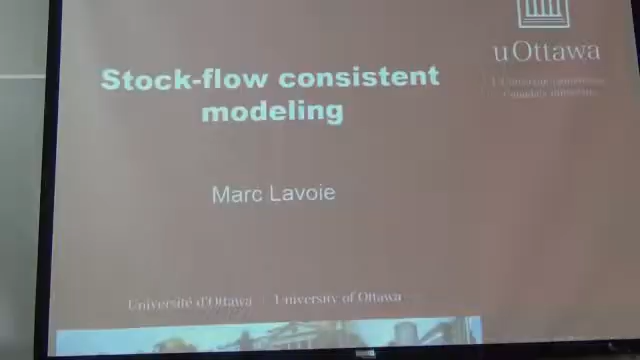 uOttawa
Stock-flow consistent
modeling
Marc Lavoie
Université d'Ottawa | University of Ottawa